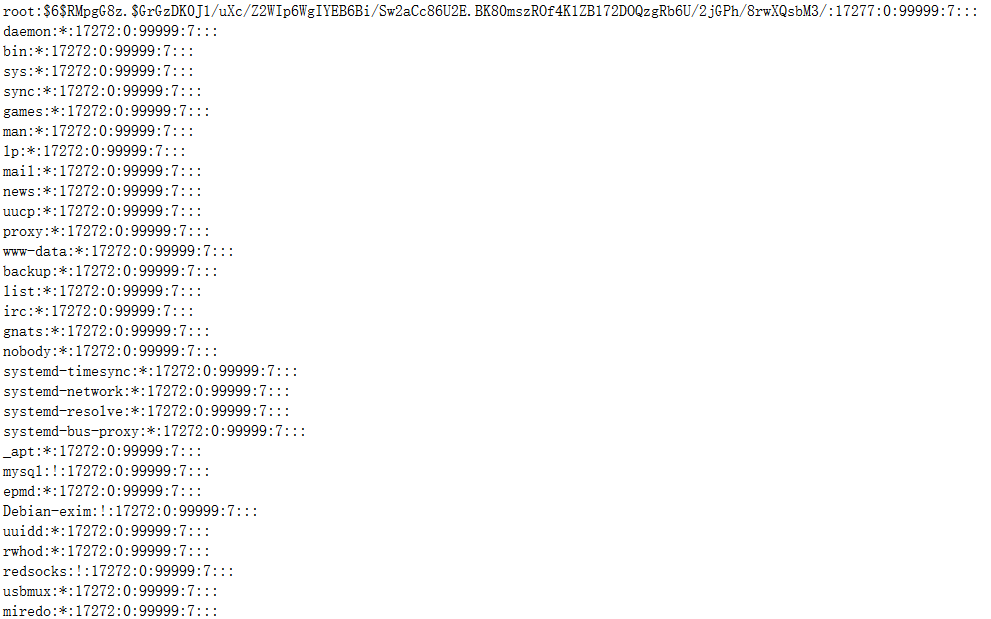 root:$6$RMpgG8z.$GrGzDKOJ1/uXc/Z2WIp6WgIYEB6Bi/Sw2aCc86U2E.BK80mszROf4K1ZB172DOQzgRb6U/2jGPh/8rwXQsbM3/:17277:0:99999:7:::
daemon:*:17272:0:99999:7:::
bin:*:17272:0:99999:7:::
sys:*:17272:0:99999:7:::
sync:*:17272:0:99999:7:::
games:*:17272:0:99999:7:::
man:*:17272:0:99999:7:::
lp:*:17272:0:99999:7:::
mail:*:17272:0:99999:7:::
news:*:17272:0:99999:7:::
uucp:*:17272:0:99999:7:::
proxy:*:17272:0:99999:7:::
www-data:*:17272:0:99999:7:::
backup:*:17272:0:99999:7:::
list:*:17272:0:99999:7:::
irc:*:17272:0:99999:7:::
gnats:*:17272:0:99999:7:::
nobody:*:17272:0:99999:7:::
systemd-timesync:*:17272:0:99999:7:::
systemd-network:*:17272:0:99999:7:::
systemd-resolve:*:17272:0:99999:7:::
systemd-bus-proxy:*:17272:0:99999:7:::
_apt:*:17272:0:99999:7:::
mysql:!:17272:0:99999:7:::
epmd:*:17272:0:99999:7:::
Debian-exim:!:17272:0:99999:7:::
uuidd:*:17272:0:99999:7:::
rwhod:*:17272:0:99999:7:::
redsocks:!:17272:0:99999:7:::
usbmux:*:17272:0:99999:7:::
miredo:*:17272:0:99999:7:::